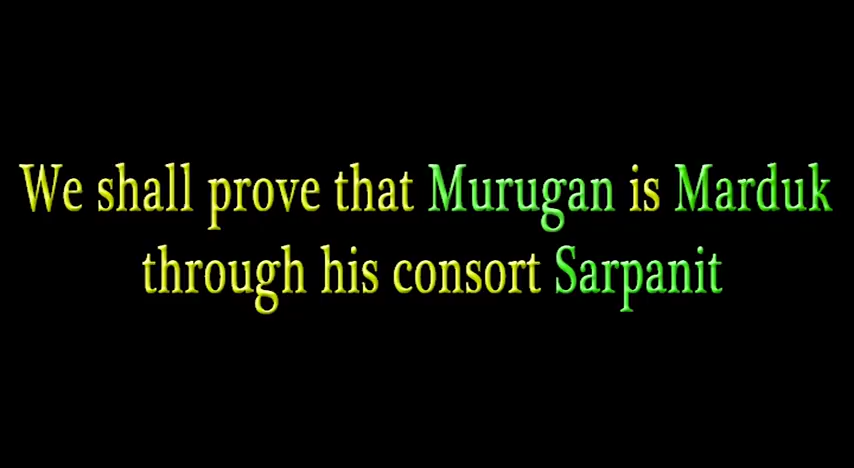 We shall prove that Murugan is Marduk
through his consort Sarpanit